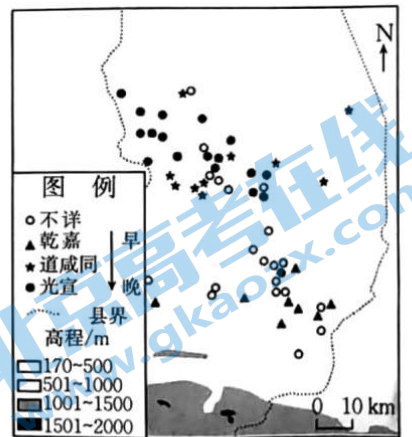 N
图 例
不详
乾嘉 早
道咸同
光宣 晚
县界
高程/m
170~500
501~1000
1001~1500
1501~2000
0 10 km
北京高考在线
www.gkaozx.com